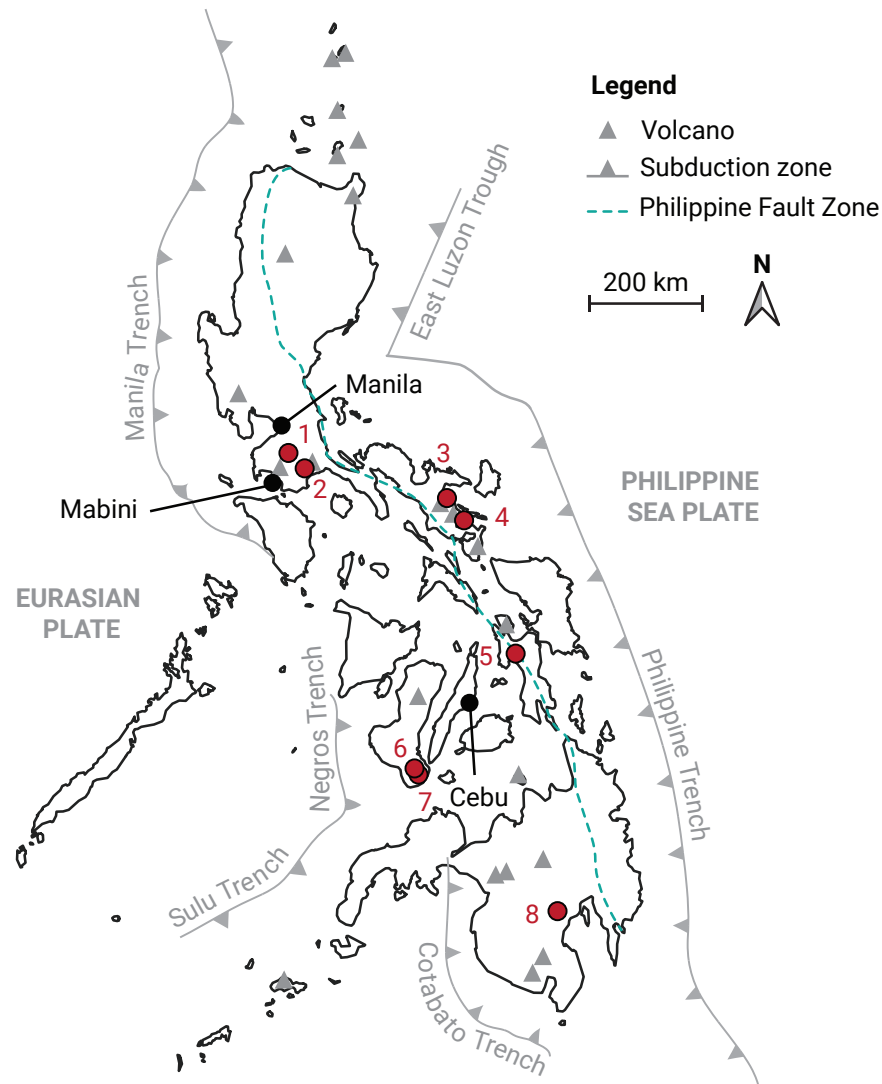 Legend
Volcano
Subduction zone
Philippine Fault Zone
200 km
N
East Luzon Trough
Manila Trench
Manila
1
2
Mabini
3
4
PHILIPPINE
SEA PLATE
EURASIAN
PLATE
5
Philippine Trench
Negros Trench
6
7
Cebu
Sulu Trench
8
Cotabato Trench